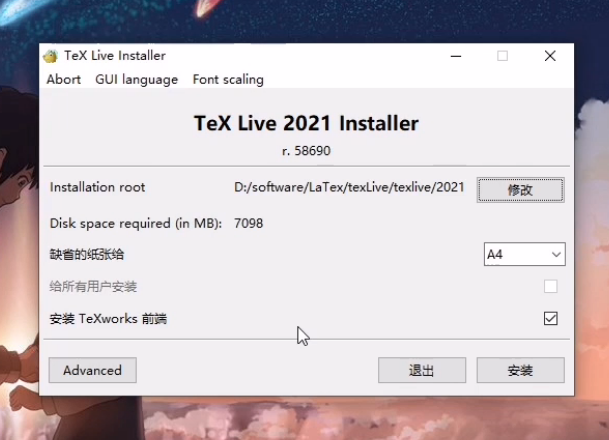 TeX Live Installer
Abort GUI language Font scaling
TeX Live 2021 Installer
r. 58690
Installation root D:/software/LaTex/texLive/texlive/2021 修改
Disk space required (in MB): 7098
缺省的纸张给 A4
给所有用户安装
安装 TeXworks 前端
Advanced 退出 安装